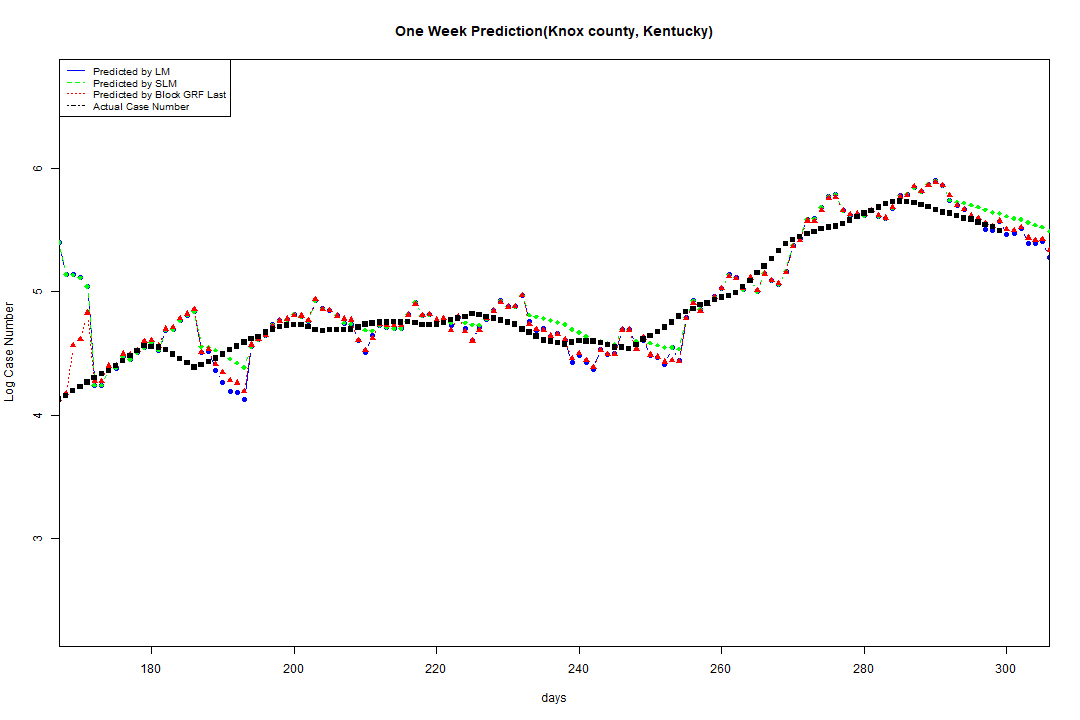 One Week Prediction(Knox county, Kentucky)
Predicted by LM
Predicted by SLM
Predicted by Block GRF Last
Actual Case Number
6
5
4
3
Log Case Number
180 200 220 240 260 280 300
days